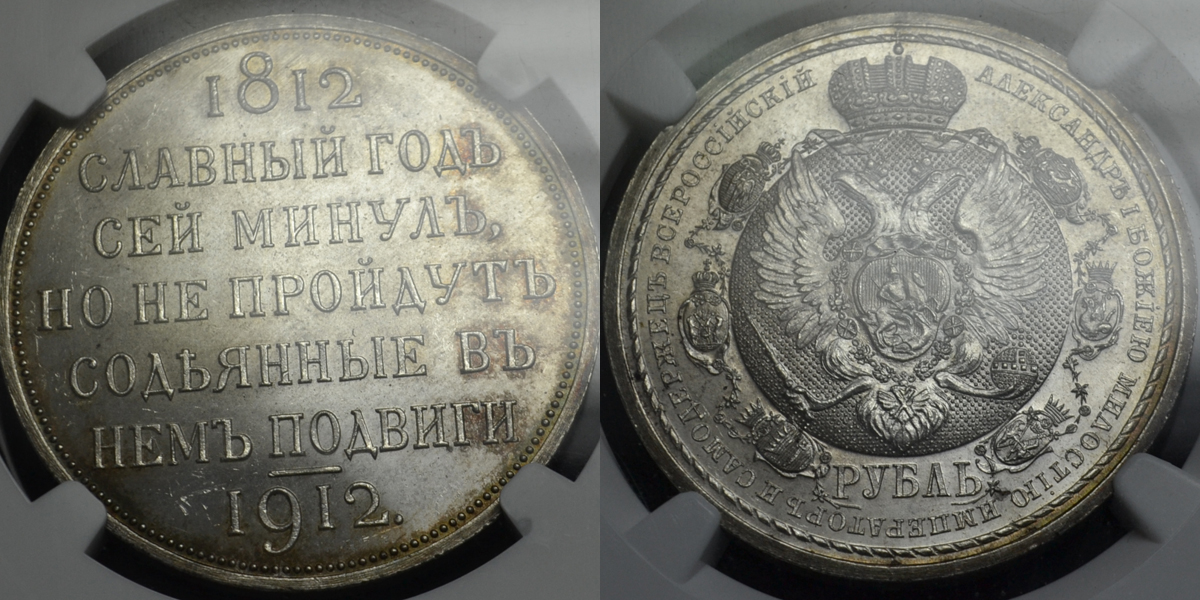 1812
СЛАВНЫЙ ГОДЪ
СЕЙ МИНУЛЪ,
НО НЕ ПРОЙДУТЪ
СОДѢЯННЫЕ ВЪ
НЕМЪ ПОДВИГИ
1912.
АЛЕКСАНДРЪ I БОЖІЕЮ МИЛОСТІЮ ИМПЕРАТОРЪ И САМОДЕРЖЕЦЪ ВСЕРОССІЙСКІЙ
РУБЛЬ